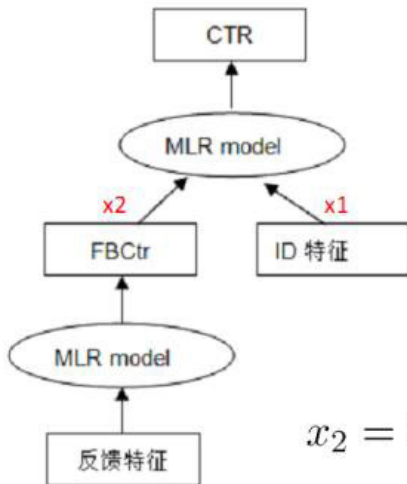 CTR
MLR model
x2 x1
FBCtr ID 特征
MLR model
反馈特征
x₂ =